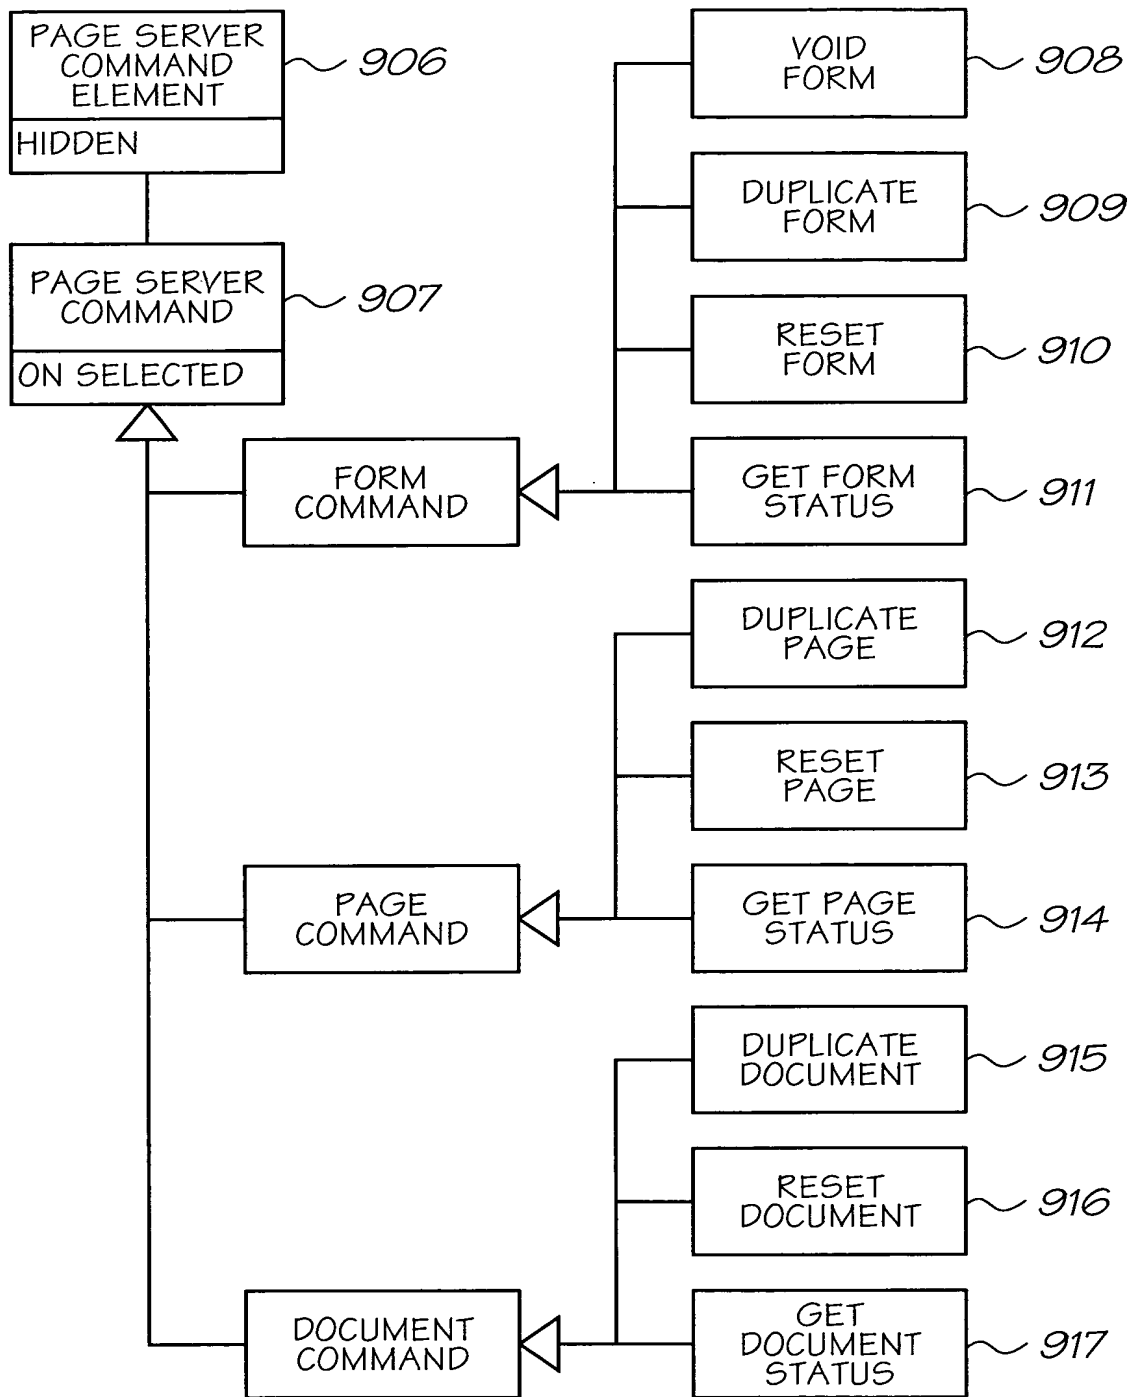 PAGE SERVER
COMMAND
ELEMENT
HIDDEN
906
PAGE SERVER
COMMAND
ON SELECTED
907
FORM
COMMAND
VOID
FORM
908
DUPLICATE
FORM
909
RESET
FORM
910
GET FORM
STATUS
911
PAGE
COMMAND
DUPLICATE
PAGE
912
RESET
PAGE
913
GET PAGE
STATUS
914
DOCUMENT
COMMAND
DUPLICATE
DOCUMENT
915
RESET
DOCUMENT
916
GET
DOCUMENT
STATUS
917